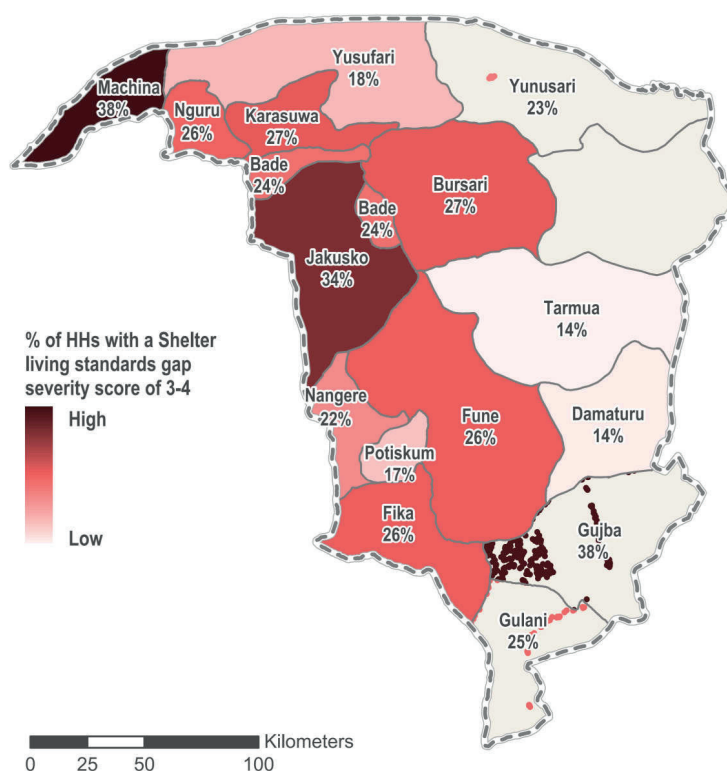 Yusufari
18%
Machina
38%
Yunusari
23%
Nguru
26%
Karasuwa
27%
Bade
24%
Bursari
27%
Bade
24%
Jakusko
34%
Tarmua
14%
% of HHs with a Shelter
living standards gap
severity score of 3-4
High
Low
Nangere
22%
Fune
26%
Damaturu
14%
Potiskum
17%
Fika
26%
Gujba
38%
Gulani
25%
Kilometers
0 25 50 100